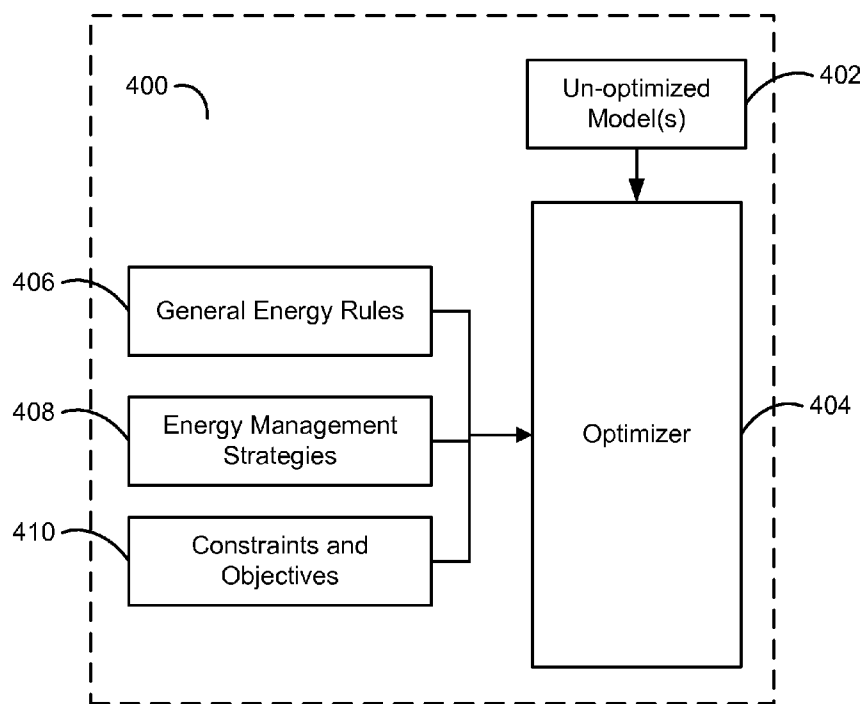 400
Un-optimized
Model(s)
402
406
General Energy Rules
408
Energy Management
Strategies
404
Optimizer
410
Constraints and
Objectives